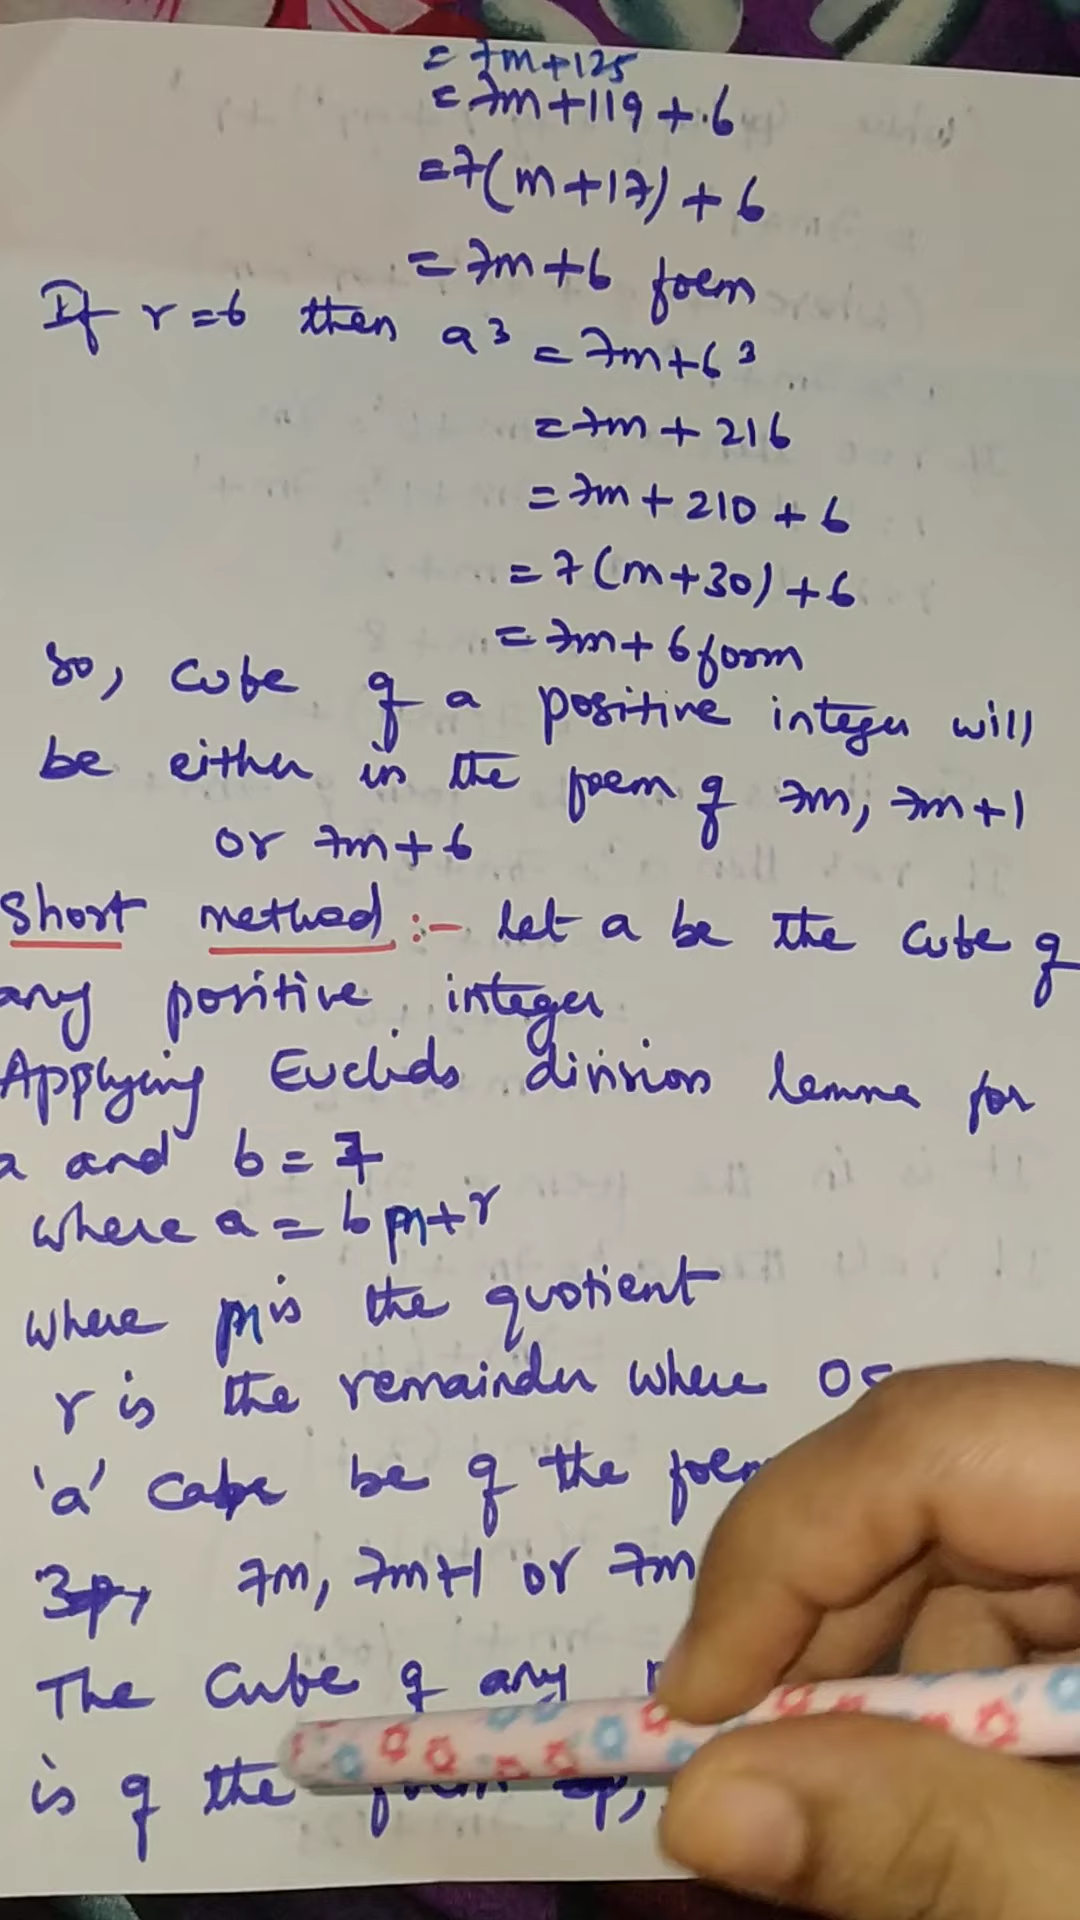 = 7m+125
= 7m+119+6
=7(m+17)+6
= 7m+6 form
If r=6 then a³ = 7m+6³
= 7m+216
= 7m+210+6
= 7(m+30)+6
= 7m+6 form
So, cube of a positive integer will
be either in the form of 7m, 7m+1
or 7m+6
Short method :- let a be the cube of
any positive integer
Applying Euclids division lemma for
a and b=7
where a=bm+r
where m is the quotient
r is the remainder where 0≤
'a' be of the form
7m, 7m+1 or 7m
The cube of any
is of the form